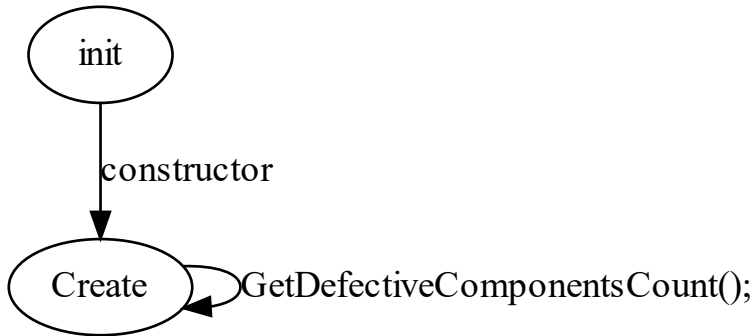 init
constructor
Create
GetDefectiveComponentsCount();